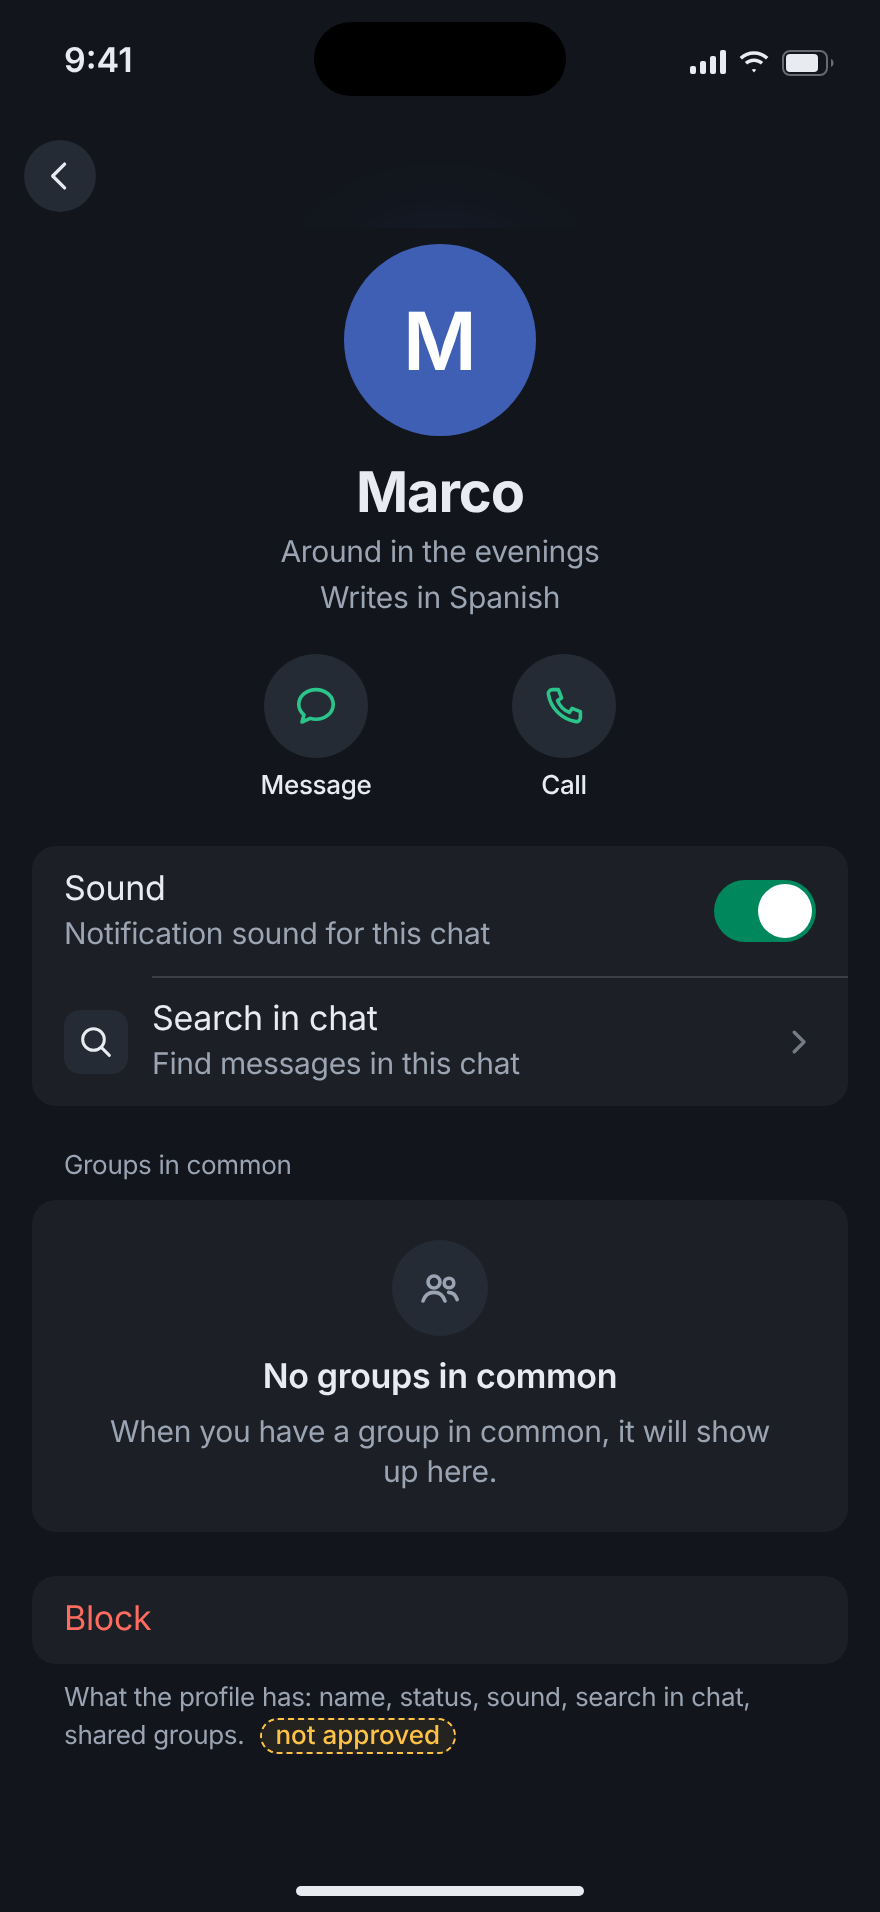 9:41
M
Marco
Around in the evenings
Writes in Spanish
Message
Call
Sound
Notification sound for this chat
Search in chat
Find messages in this chat
Groups in common
No groups in common
When you have a group in common, it will show
up here.
Block
What the profile has: name, status, sound, search in chat,
shared groups. not approved